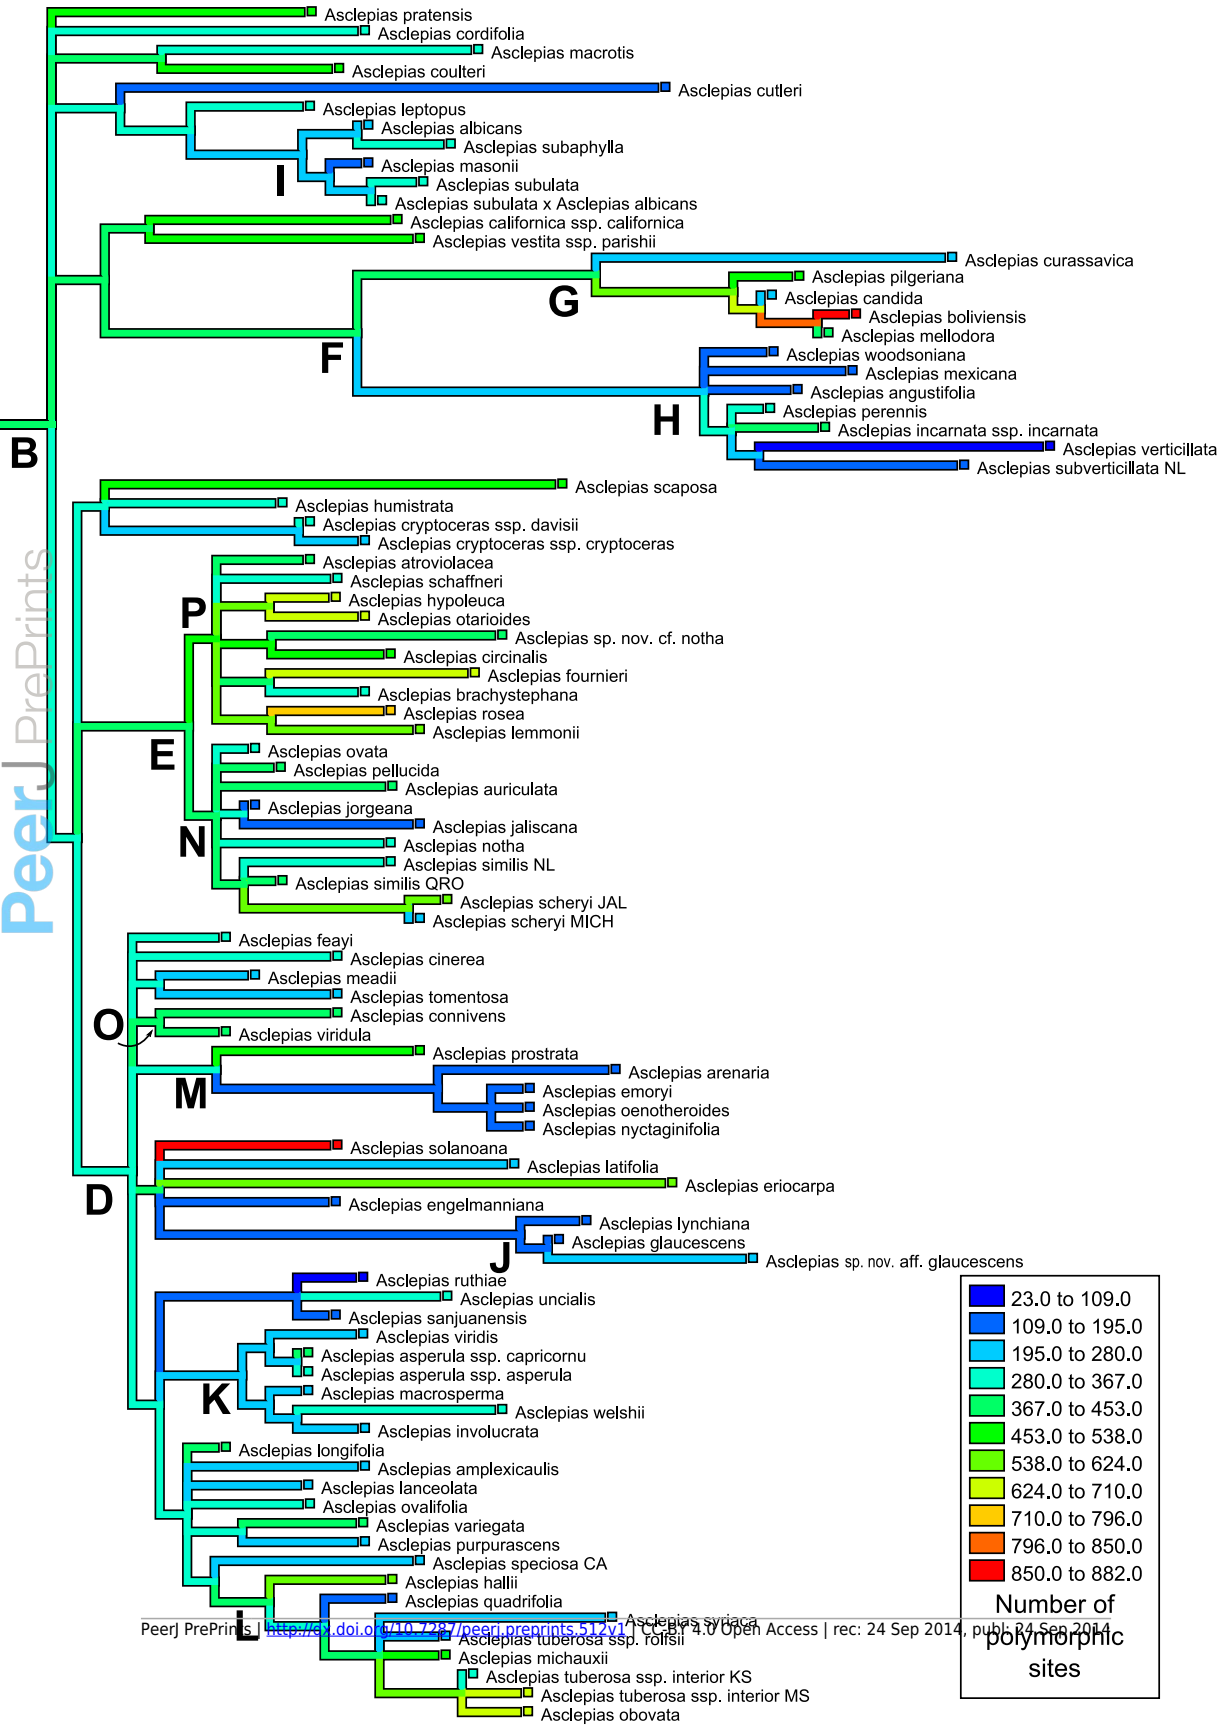 Asclepias pratensis
Asclepias cordifolia
Asclepias macrotis
Asclepias coulteri
Asclepias cutleri
Asclepias leptopus
Asclepias albicans
Asclepias subaphylla
Asclepias masonii
I
Asclepias subulata
Asclepias subulata x Asclepias albicans
Asclepias californica ssp. californica
Asclepias vestita ssp. parishii
Asclepias curassavica
Asclepias pilgeriana
G
Asclepias candida
Asclepias boliviensis
Asclepias mellodora
F
Asclepias woodsoniana
Asclepias mexicana
Asclepias angustifolia
Asclepias perennis
H
Asclepias incarnata ssp. incarnata
Asclepias verticillata
B
Asclepias subverticillata NL
Asclepias scaposa
Asclepias humistrata
Asclepias cryptoceras ssp. davisii
Asclepias cryptoceras ssp. cryptoceras
Asclepias atroviolacea
Asclepias schaffneri
Asclepias hypoleuca
P
Asclepias otarioides
Asclepias sp. nov. cf. notha
Asclepias circinalis
Asclepias fournieri
Asclepias brachystephana
Asclepias rosea
Asclepias lemmonii
E
Asclepias ovata
Asclepias pellucida
Asclepias auriculata
Asclepias jorgeana
Asclepias jaliscana
N
Asclepias notha
Asclepias similis NL
Asclepias similis QRO
Asclepias scheryi JAL
Asclepias scheryi MICH
PeerJ PrePrints
Asclepias feayi
Asclepias cinerea
Asclepias meadii
Asclepias tomentosa
Asclepias connivens
O
Asclepias viridula
Asclepias prostrata
Asclepias arenaria
M
Asclepias emoryi
Asclepias oenotheroides
Asclepias nyctaginifolia
Asclepias solanoana
Asclepias latifolia
Asclepias eriocarpa
D
Asclepias engelmanniana
Asclepias lynchiana
Asclepias glaucescens
J
Asclepias sp. nov. aff. glaucescens
Asclepias ruthiae
Asclepias uncialis
Asclepias sanjuanensis
Asclepias viridis
Asclepias asperula ssp. capricornu
Asclepias asperula ssp. asperula
Asclepias macrosperma
K
Asclepias welshii
Asclepias involucrata
Asclepias longifolia
Asclepias amplexicaulis
Asclepias lanceolata
Asclepias ovalifolia
Asclepias variegata
Asclepias purpurascens
Asclepias speciosa CA
Asclepias hallii
Asclepias quadrifolia
Asclepias syriaca
L
Asclepias tuberosa ssp. rolfsii
Asclepias michauxii
Asclepias tuberosa ssp. interior KS
Asclepias tuberosa ssp. interior MS
Asclepias obovata
23.0 to 109.0
109.0 to 195.0
195.0 to 280.0
280.0 to 367.0
367.0 to 453.0
453.0 to 538.0
538.0 to 624.0
624.0 to 710.0
710.0 to 796.0
796.0 to 850.0
850.0 to 882.0
Number of
polymorphic
sites
PeerJ PrePrints | http://dx.doi.org/10.7287/peerj.preprints.512v1 | CC-BY 4.0 Open Access | rec: 24 Sep 2014, publ: 24 Sep 2014